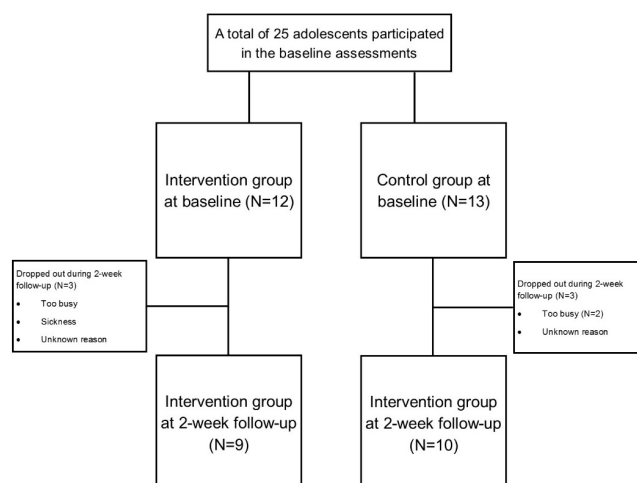 A total of 25 adolescents participated
in the baseline assessments
Intervention group
at baseline (N=12)
Control group at
baseline (N=13)
Dropped out during 2-week
follow-up (N=3)
• Too busy
• Sickness
• Unknown reason
Dropped out during 2-week
follow-up (N=3)
• Too busy (N=2)
• Unknown reason
Intervention group
at 2-week follow-up
(N=9)
Intervention group
at 2-week follow-up
(N=10)